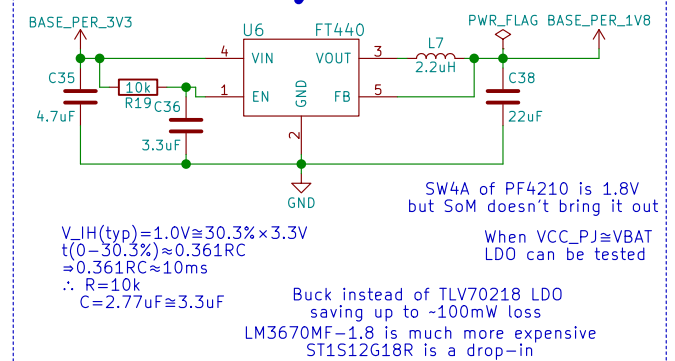 BASE_PER_3V3
PWR_FLAG BASE_PER_1V8
U6 FT440
4 VIN VOUT 3
L7
2.2uH
C35
4.7uF
10k
R19
C36
3.3uF
1 EN GND FB 5
2
C38
22uF
GND
SW4A of PF4210 is 1.8V
but SoM doesn't bring it out
V_IH(typ)=1.0V≅30.3%×3.3V
t(0-30.3%)≈0.361RC
⇒0.361RC≈10ms
∴ R=10k
C=2.77uF≅3.3uF
When VCC_PJ≅VBAT
LDO can be tested
Buck instead of TLV70218 LDO
saving up to ~100mW loss
LM3670MF-1.8 is much more expensive
ST1S12G18R is a drop-in